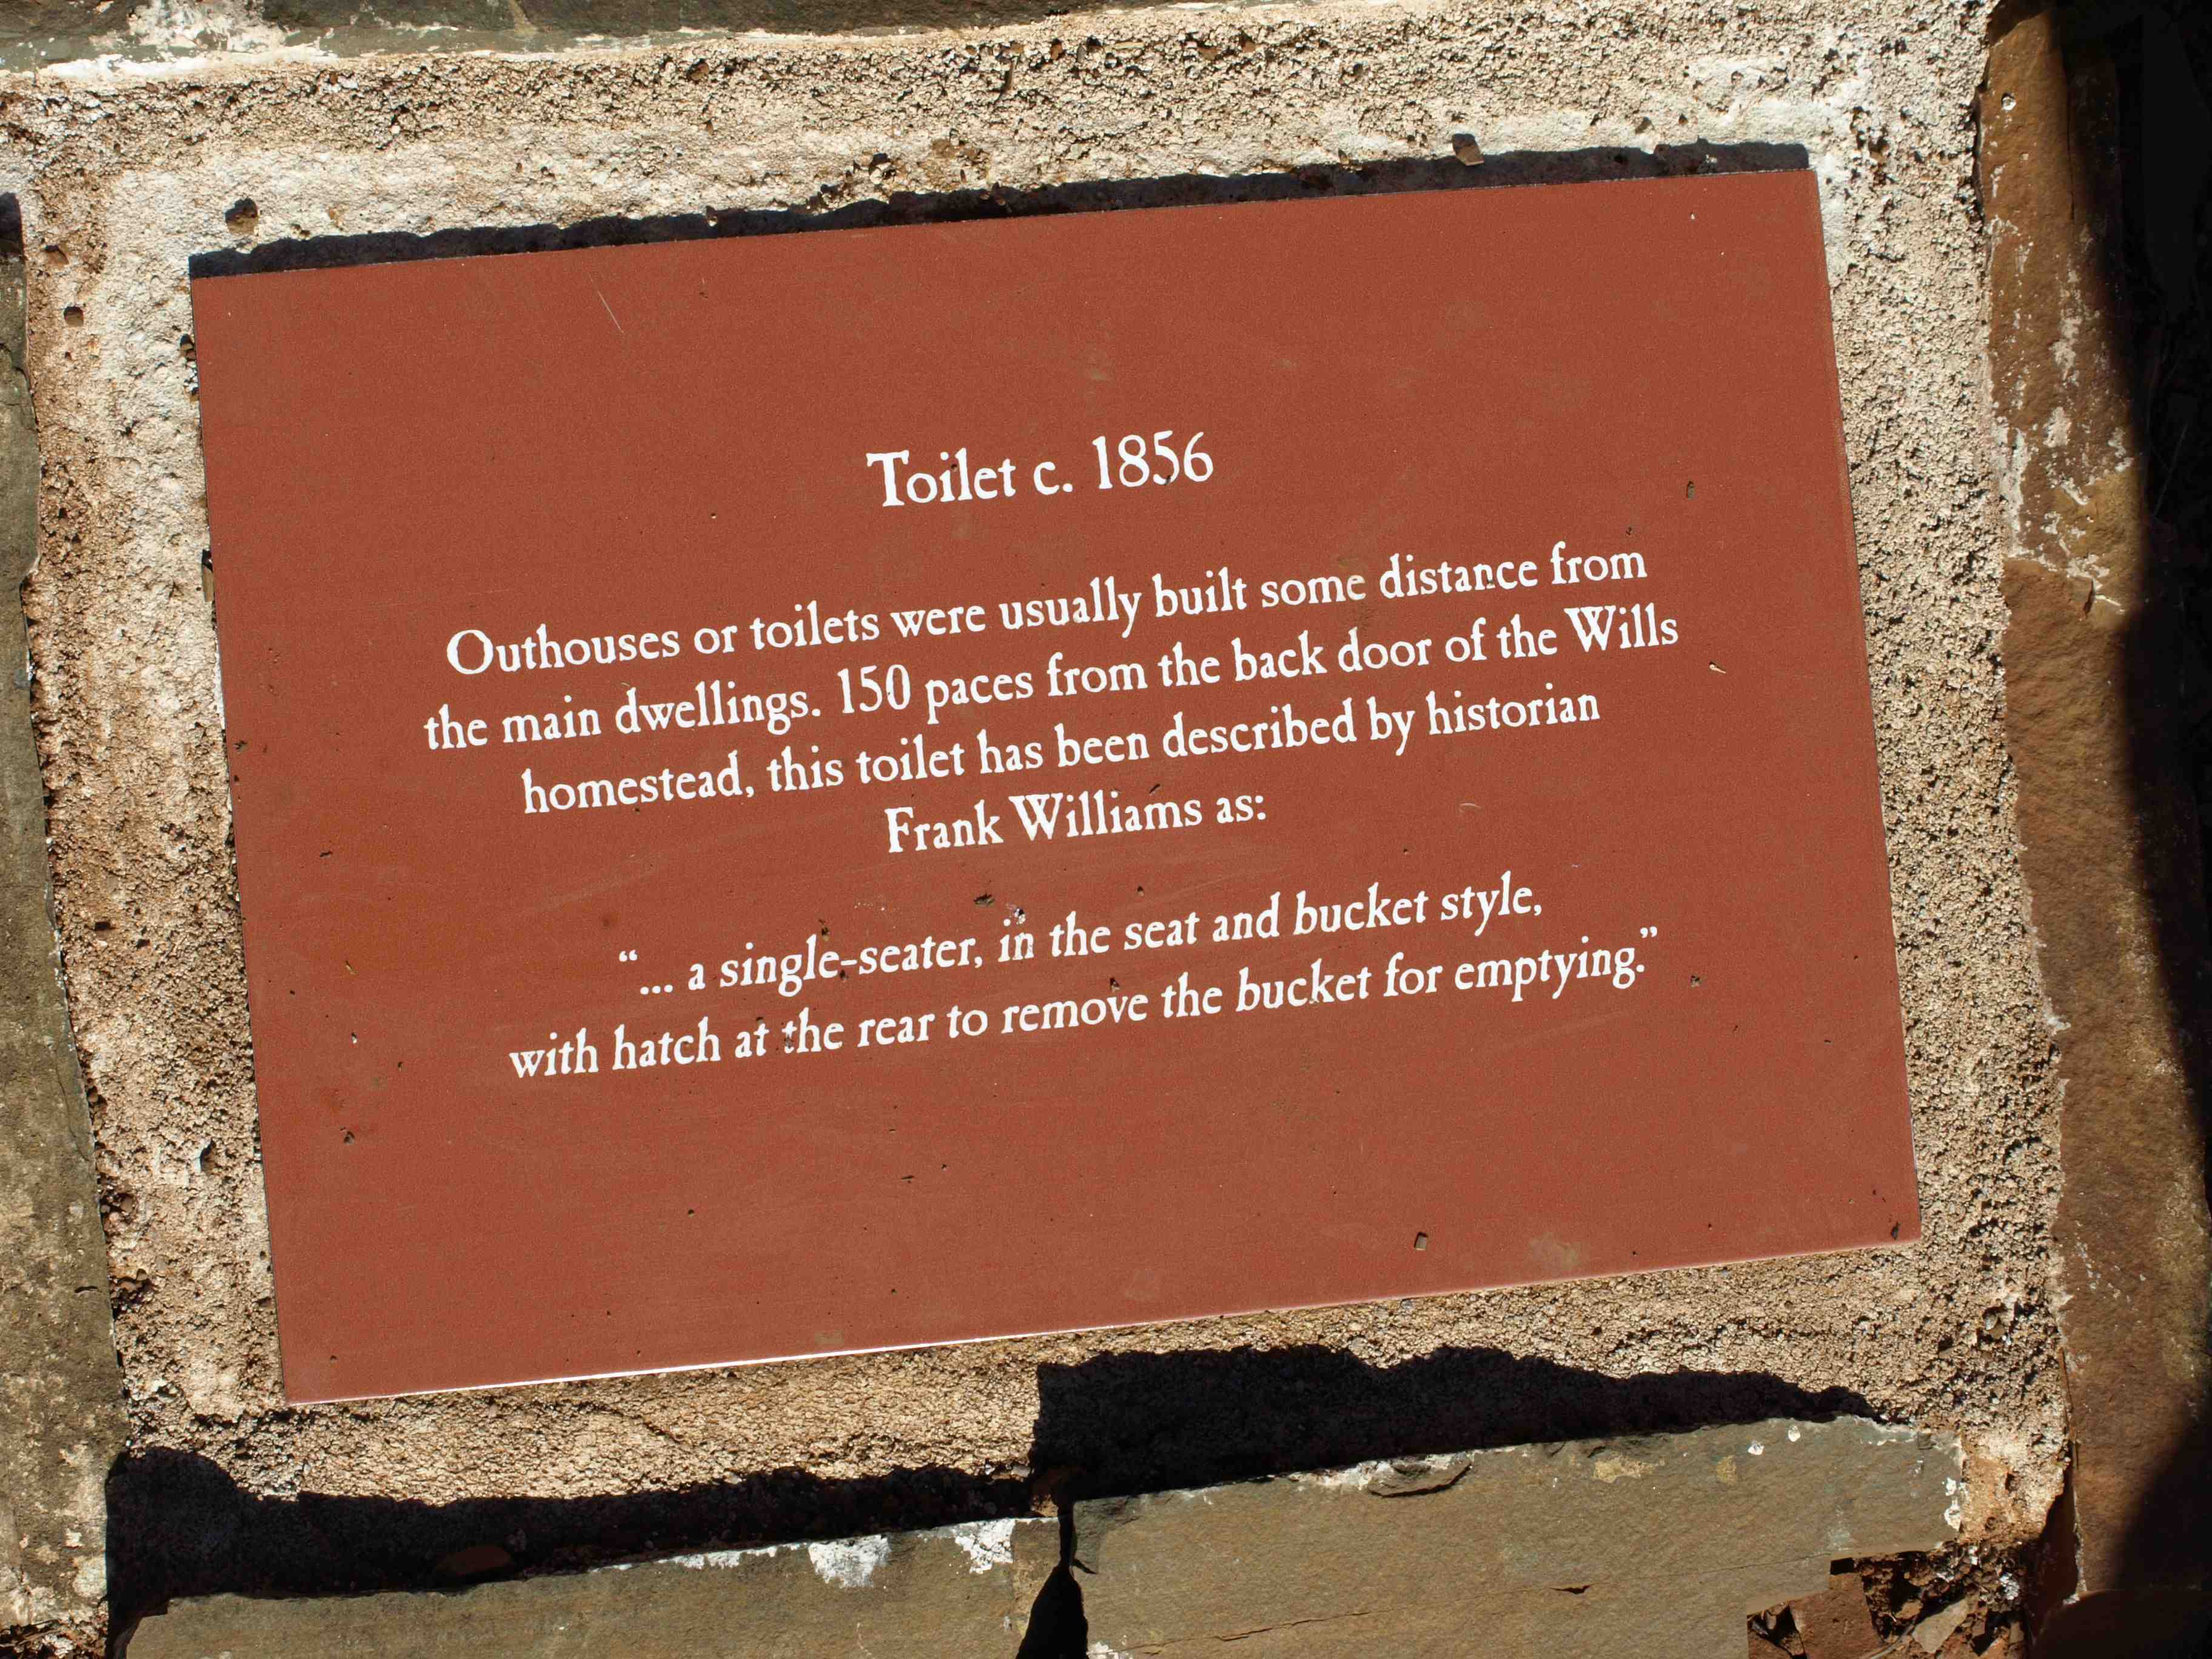 Toilet c. 1856
Outhouses or toilets were usually built some distance from
the main dwellings. 150 paces from the back door of the Wills
homestead, this toilet has been described by historian
Frank Williams as:
“... a single-seater, in the seat and bucket style,
with hatch at the rear to remove the bucket for emptying.”